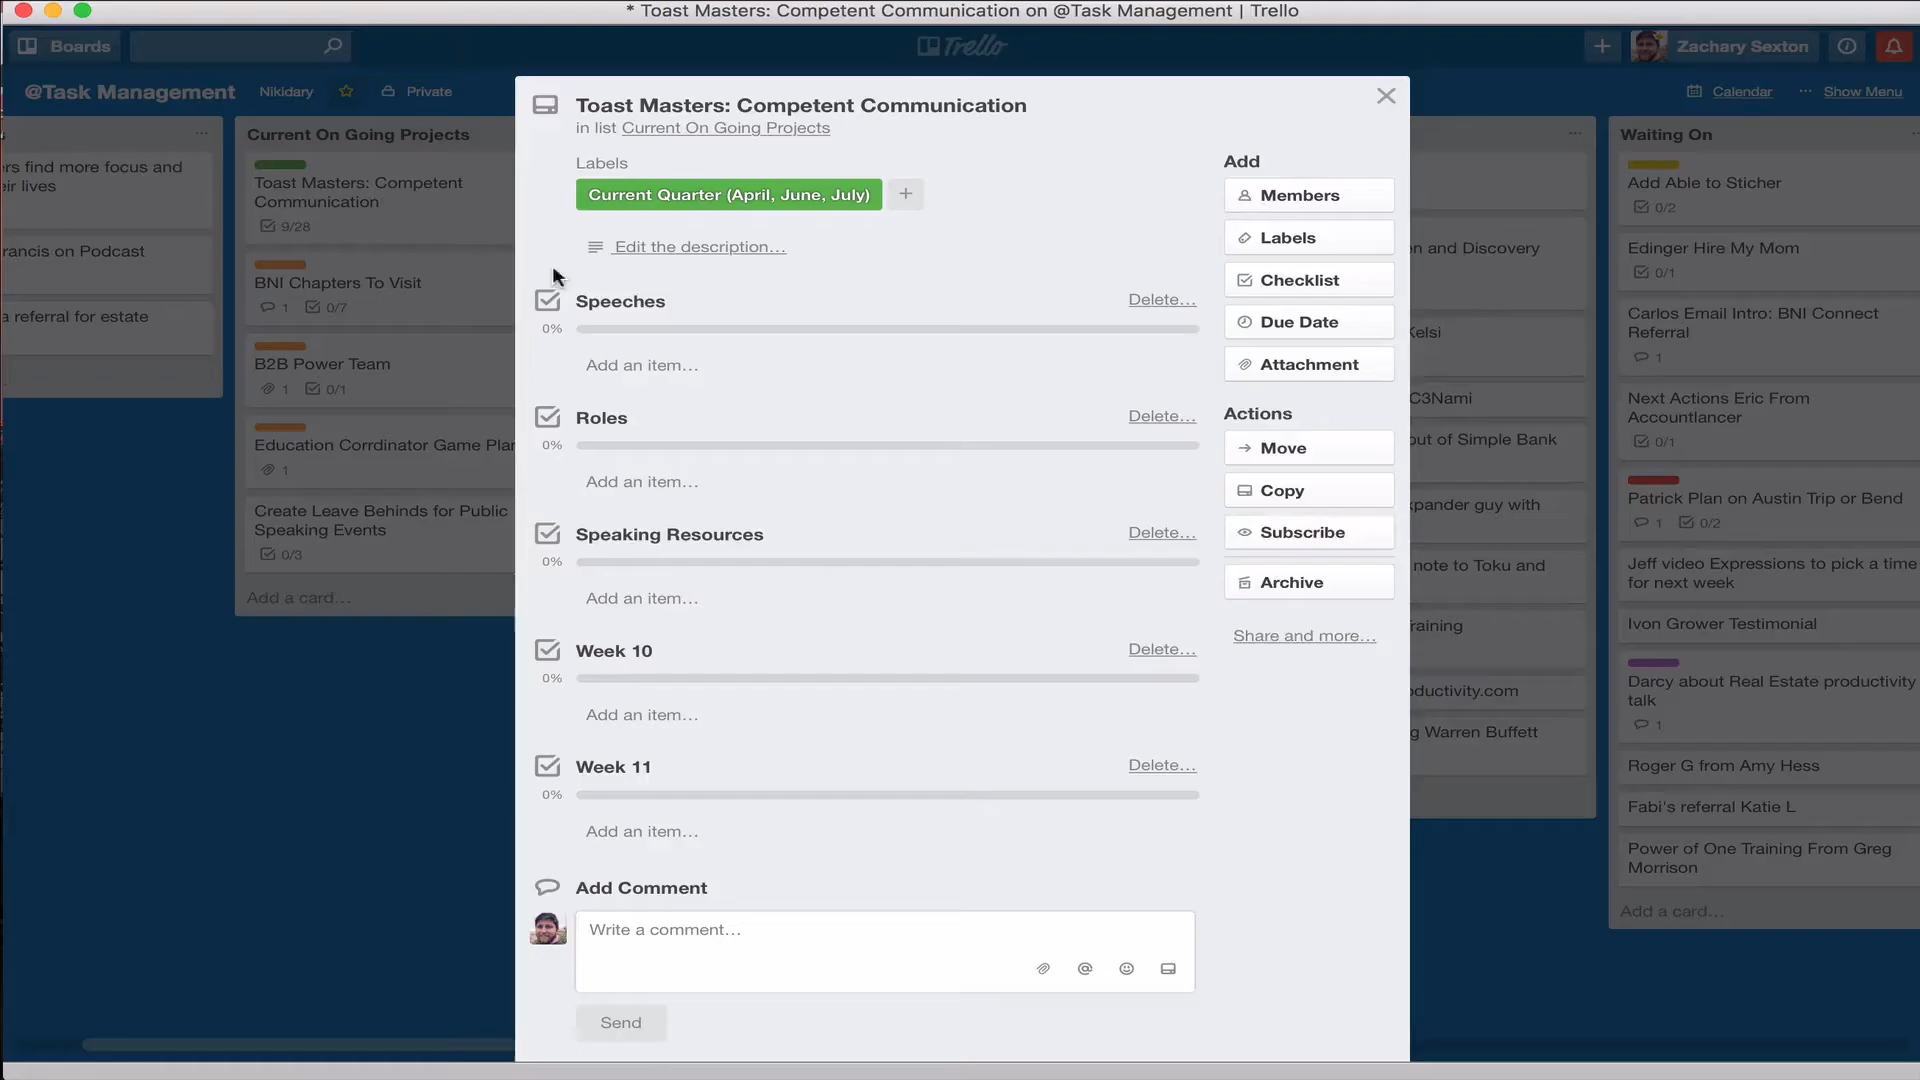 * Toast Masters: Competent Communication on @Task Management | Trello
Boards
Trello
Zachary Sexton
@Task Management
Nikidary
Private
Calendar
Show Menu
rs find more focus and
eir lives
rancis on Podcast
a referral for estate
Current On Going Projects
Toast Masters: Competent
Communication
9/28
BNI Chapters To Visit
1
0/7
B2B Power Team
1
0/1
Education Corrdinator Game Plan
1
Create Leave Behinds for Public
Speaking Events
0/3
Add a card...
Toast Masters: Competent Communication
in list Current On Going Projects
Labels
Current Quarter (April, June, July)
+
Edit the description...
Speeches
Delete...
0%
Add an item...
Roles
Delete...
0%
Add an item...
Speaking Resources
Delete...
0%
Add an item...
Week 10
Delete...
0%
Add an item...
Week 11
Delete...
0%
Add an item...
Add Comment
Write a comment...
Send
Add
Members
Labels
Checklist
Due Date
Attachment
Actions
Move
Copy
Subscribe
Archive
Share and more...
en and Discovery
Kelsi
C3Nami
out of Simple Bank
xpander guy with
note to Toku and
raining
oductivity.com
g Warren Buffett
Waiting On
Add Able to Sticher
0/2
Edinger Hire My Mom
0/1
Carlos Email Intro: BNI Connect
Referral
1
Next Actions Eric From
Accountlancer
0/1
Patrick Plan on Austin Trip or Bend
1
0/2
Jeff video Expressions to pick a time
for next week
Ivon Grower Testimonial
Darcy about Real Estate productivity
talk
1
Roger G from Amy Hess
Fabi's referral Katie L
Power of One Training From Greg
Morrison
Add a card...